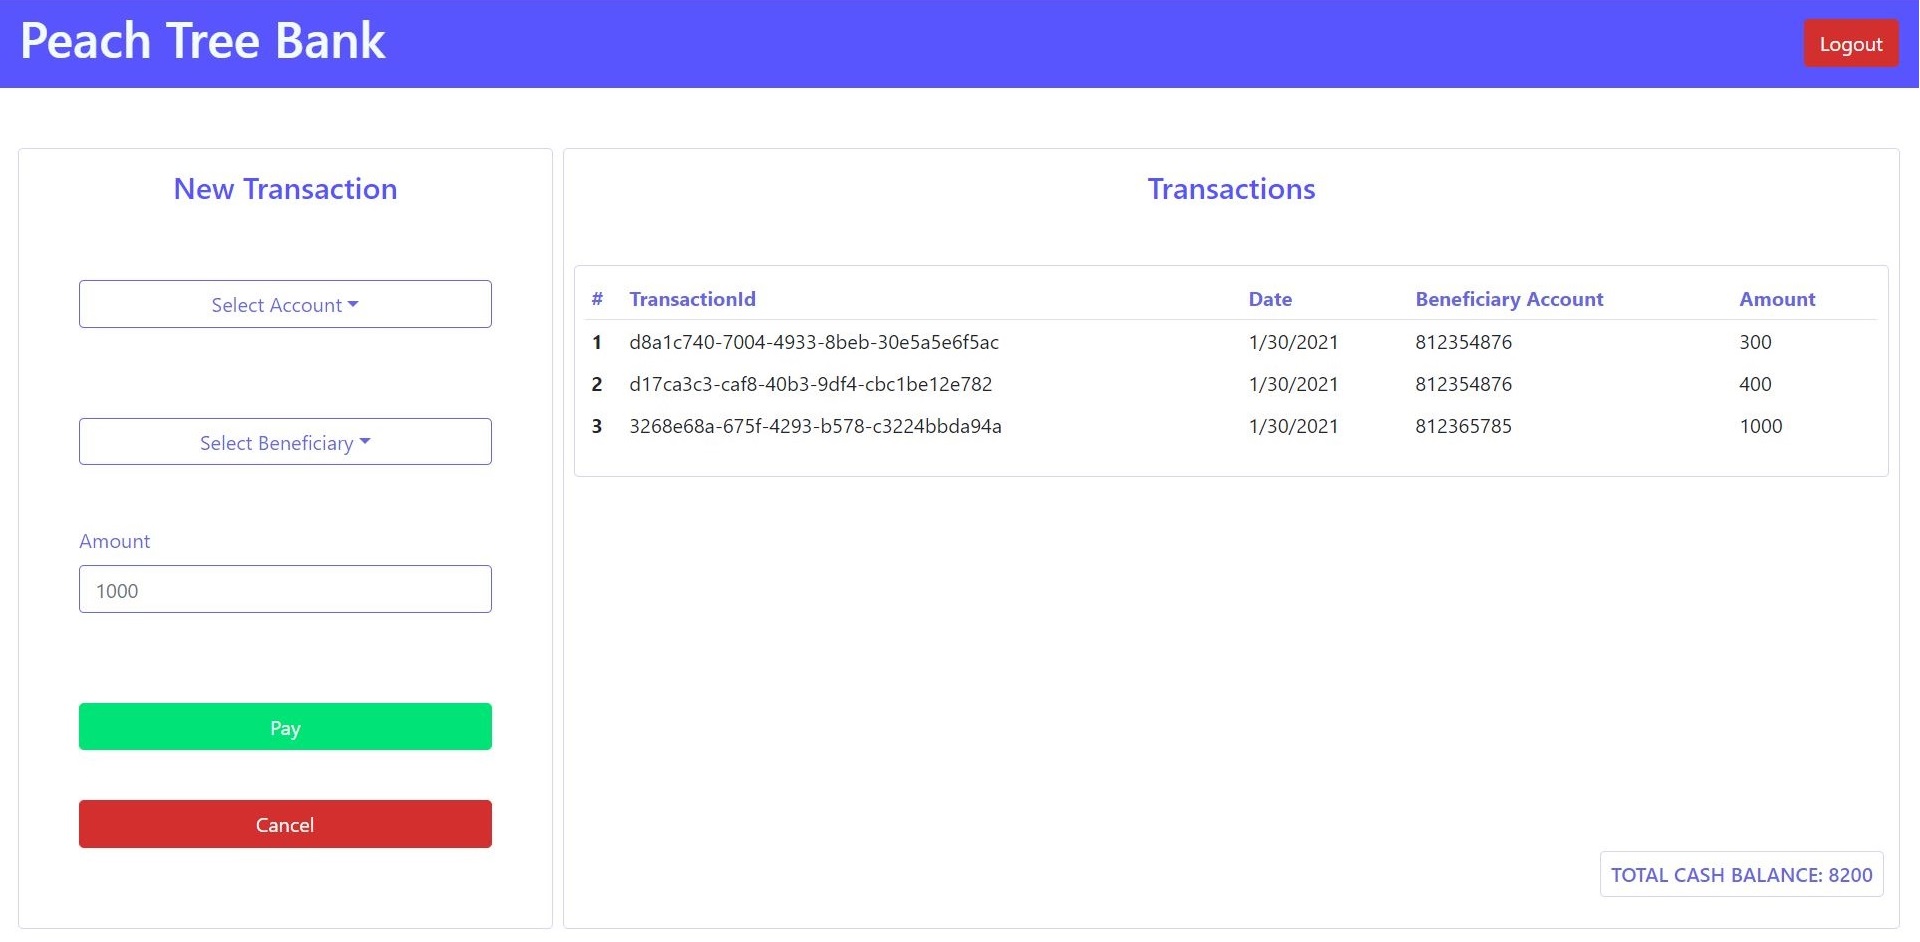 Peach Tree Bank
Logout
New Transaction
Select Account
Select Beneficiary
Amount
1000
Pay
Cancel
Transactions
# TransactionId Date Beneficiary Account Amount
1 d8a1c740-7004-4933-8beb-30e5a5e6f5ac 1/30/2021 812354876 300
2 d17ca3c3-caf8-40b3-9df4-cbc1be12e782 1/30/2021 812354876 400
3 3268e68a-675f-4293-b578-c3224bbda94a 1/30/2021 812365785 1000
TOTAL CASH BALANCE: 8200